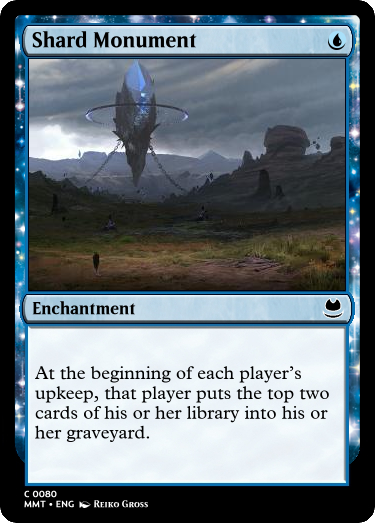 Shard Monument
Enchantment
At the beginning of each player's
upkeep, that player puts the top two
cards of his or her library into his or
her graveyard.
C 0080
MMT • ENG Reiko Gross